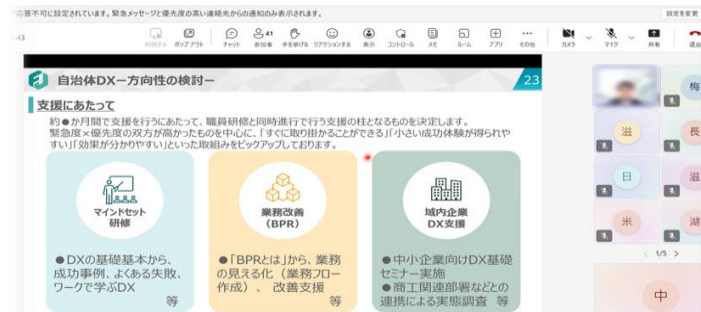 応答不可に設定されています。緊急メッセージと優先度の高い連絡先からの通知のみ表示されます。
設定を変更
:43
ポップ アウト
チャット
41
参加者
手を挙げる
リアクションする
表示
コントロール
メモ
ルーム
アプリ
その他
カメラ
マイク
共有
退出
自治体DX－方向性の検討－
23
支援にあたって
約●か月間で支援を行うにあたって、職員研修と同時進行で行う支援の柱となるものを決定します。
緊急度×優先度の双方が高かったものを中心に、「すぐに取り掛かることができる」「小さい成功体験が得られや
すい」「効果が分かりやすい」といった取組みをピックアップしております。
マインドセット
研修
●DXの基礎基本から、
成功事例、よくある失敗、
ワークで学ぶDX
等
業務改善
（BPR）
●「BPRとは」から、業務
の見える化（業務フロー
作成）、改善支援
等
域内企業
DX支援
●中小企業向けDX基礎
セミナー実施
●商工関連部署などとの
連携による実態調査 等
梅
滋
長
日
滋
米
湖
1/5
中